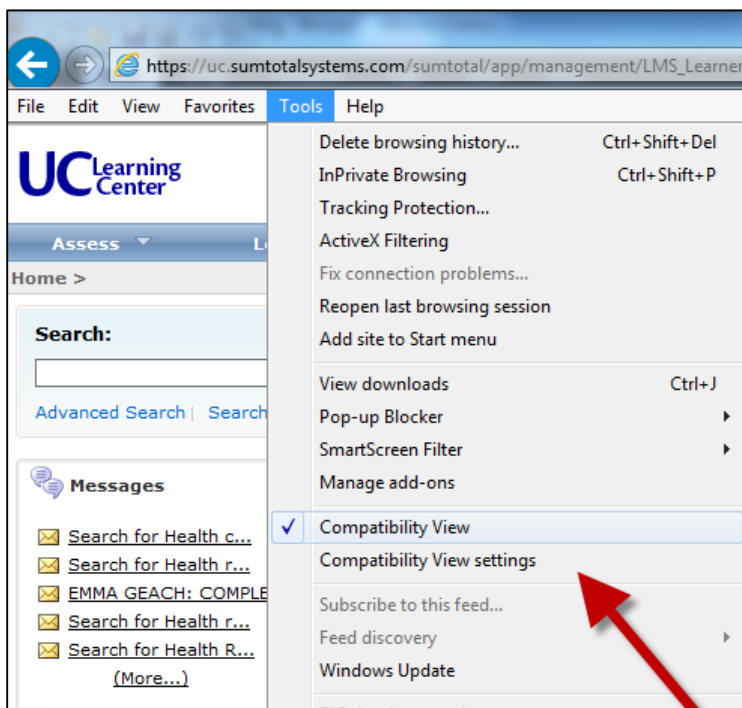 https://uc.sumtotalsystems.com/sumtotal/app/management/LMS_Learner
File Edit View Favorites Tools Help
UC Learning Center
Assess
Home >
Search:
Advanced Search | Search
Messages
Search for Health c...
Search for Health r...
EMMA GEACH: COMPLE
Search for Health r...
Search for Health R...
(More...)
Delete browsing history... Ctrl+Shift+Del
InPrivate Browsing Ctrl+Shift+P
Tracking Protection...
ActiveX Filtering
Fix connection problems...
Reopen last browsing session
Add site to Start menu
View downloads Ctrl+J
Pop-up Blocker
SmartScreen Filter
Manage add-ons
Compatibility View
Compatibility View settings
Subscribe to this feed...
Feed discovery
Windows Update